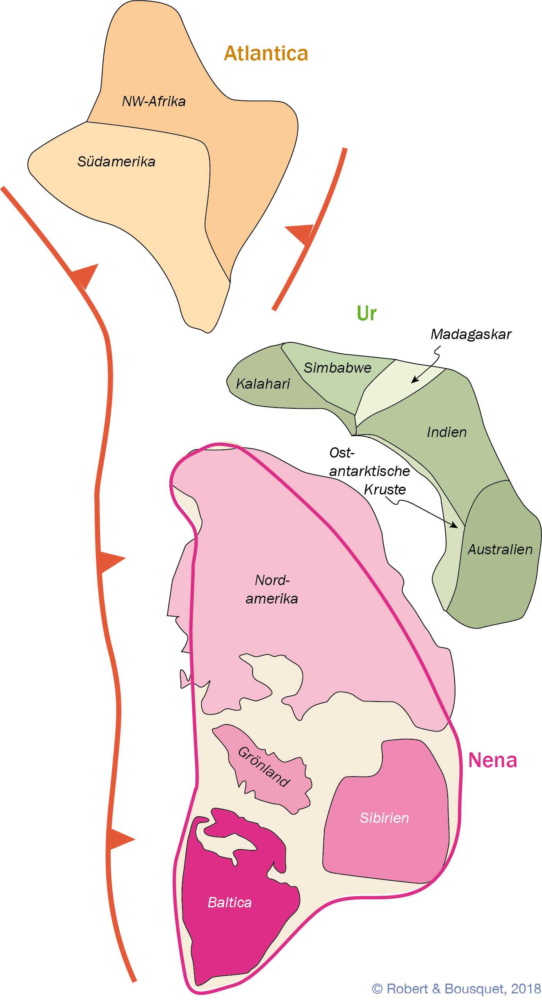 Atlantica
NW-Afrika
Südamerika
Ur
Madagaskar
Simbabwe
Kalahari
Indien
Ost-
antarktische
Kruste
Australien
Nord-
amerika
Grönland
Nena
Sibirien
Baltica
© Robert & Bousquet, 2018